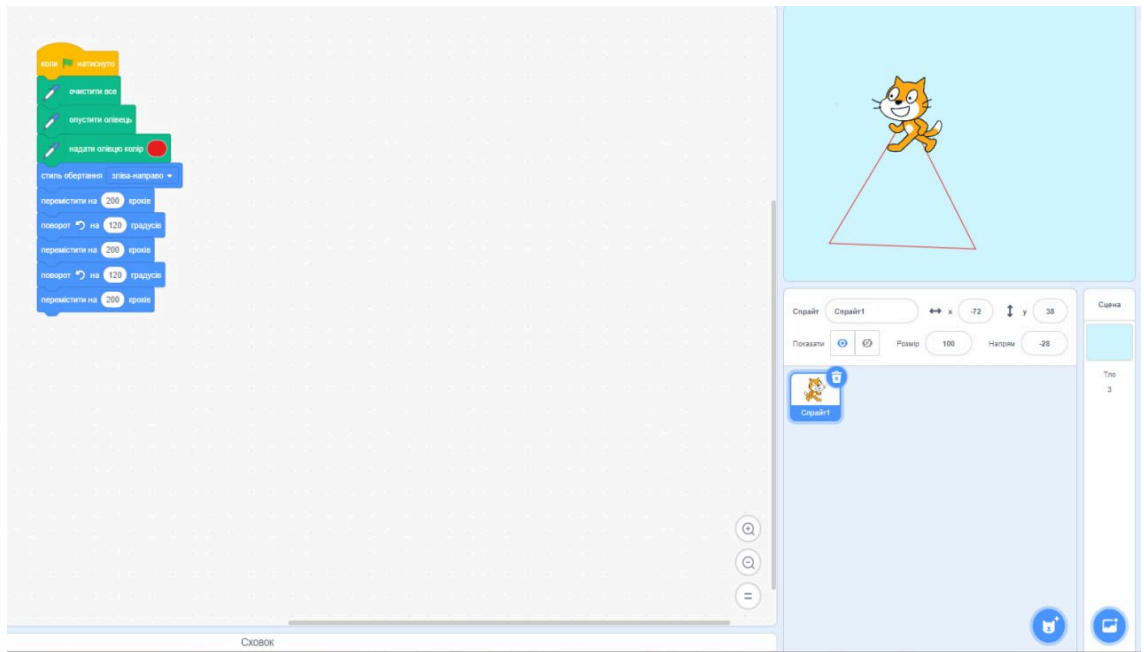 коли натиснуто
очистити все
опустити олівець
надати олівцю колір
стиль обертання зліва-направо
перемістити на 200 кроків
поворот на 120 градусів
перемістити на 200 кроків
поворот на 120 градусів
перемістити на 200 кроків
Сховок
Спрайт Спрайт1 x -72 y 38
Показати Розмір 100 Напрям -28
Спрайт1
Сцена
Тло
3